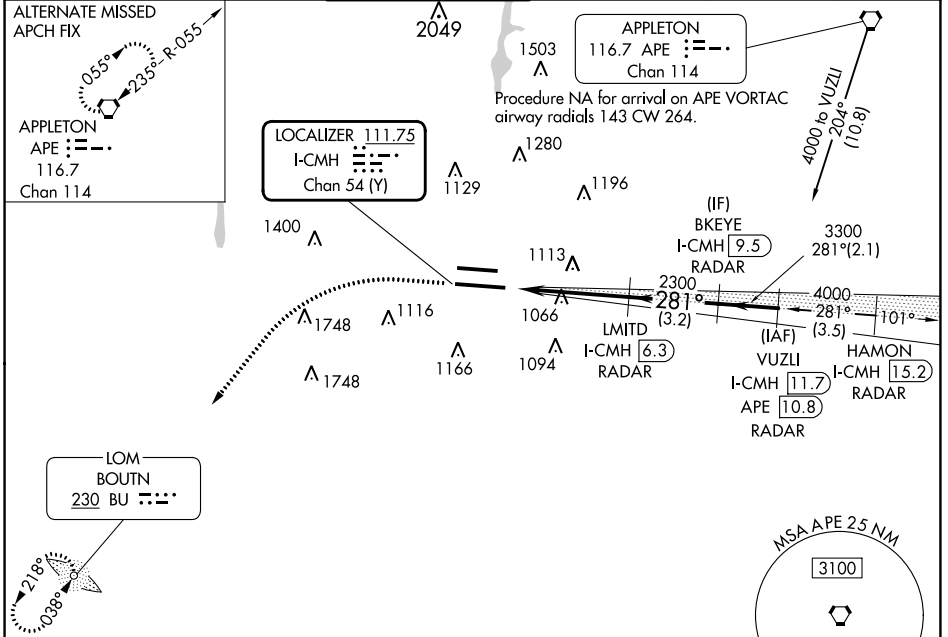 ALTERNATE MISSED
APCH FIX
055°
235°
R-055
APPLETON
APE
116.7
Chan 114
2049
1503
APPLETON
116.7 APE
Chan 114
Procedure NA for arrival on APE VORTAC
airway radials 143 CW 264.
4000 to VUZLI
204°
(10.8)
LOCALIZER 111.75
I-CMH
Chan 54 (Y)
1280
1129
1196
1400
1113
(IF)
BKEYE
I-CMH 9.5
RADAR
3300
281°(2.1)
2300
281°
(3.2)
4000
281°
(3.5)
101°
1748
1116
1066
LMITD
I-CMH 6.3
RADAR
(IAF)
VUZLI
I-CMH 11.7
APE 10.8
RADAR
HAMON
I-CMH 15.2
RADAR
1748
1166
1094
LOM
BOUTN
230 BU
218°
038°
MSA APE 25 NM
3100